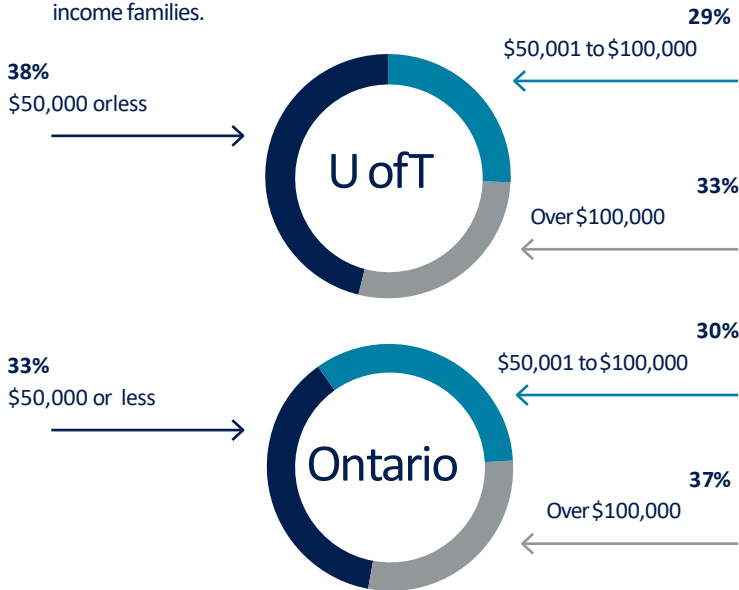 income families.
29%
$50,001 to $100,000
38%
$50,000 orless
U ofT
33%
Over $100,000
30%
$50,001 to $100,000
33%
$50,000 or less
Ontario
37%
Over $100,000